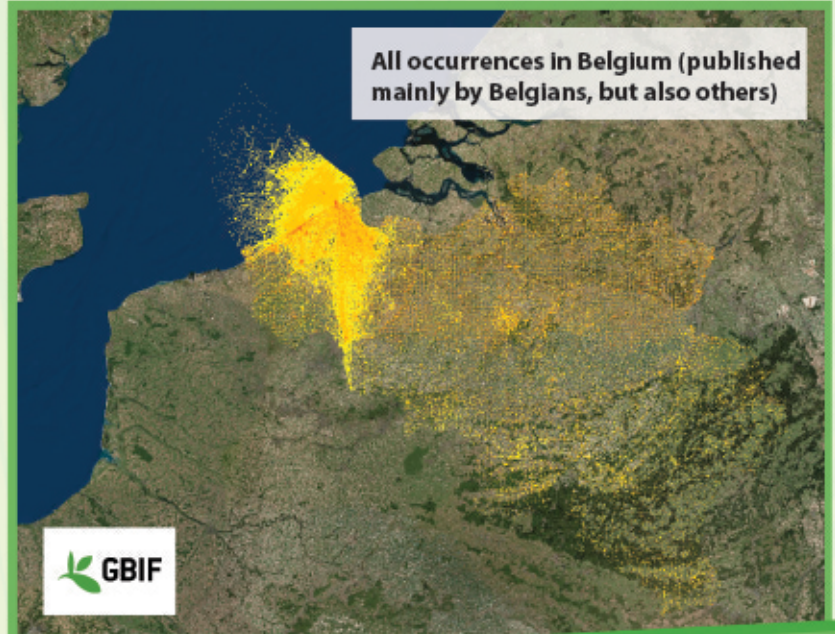 All occurrences in Belgium (published
mainly by Belgians, but also others)
GBIF